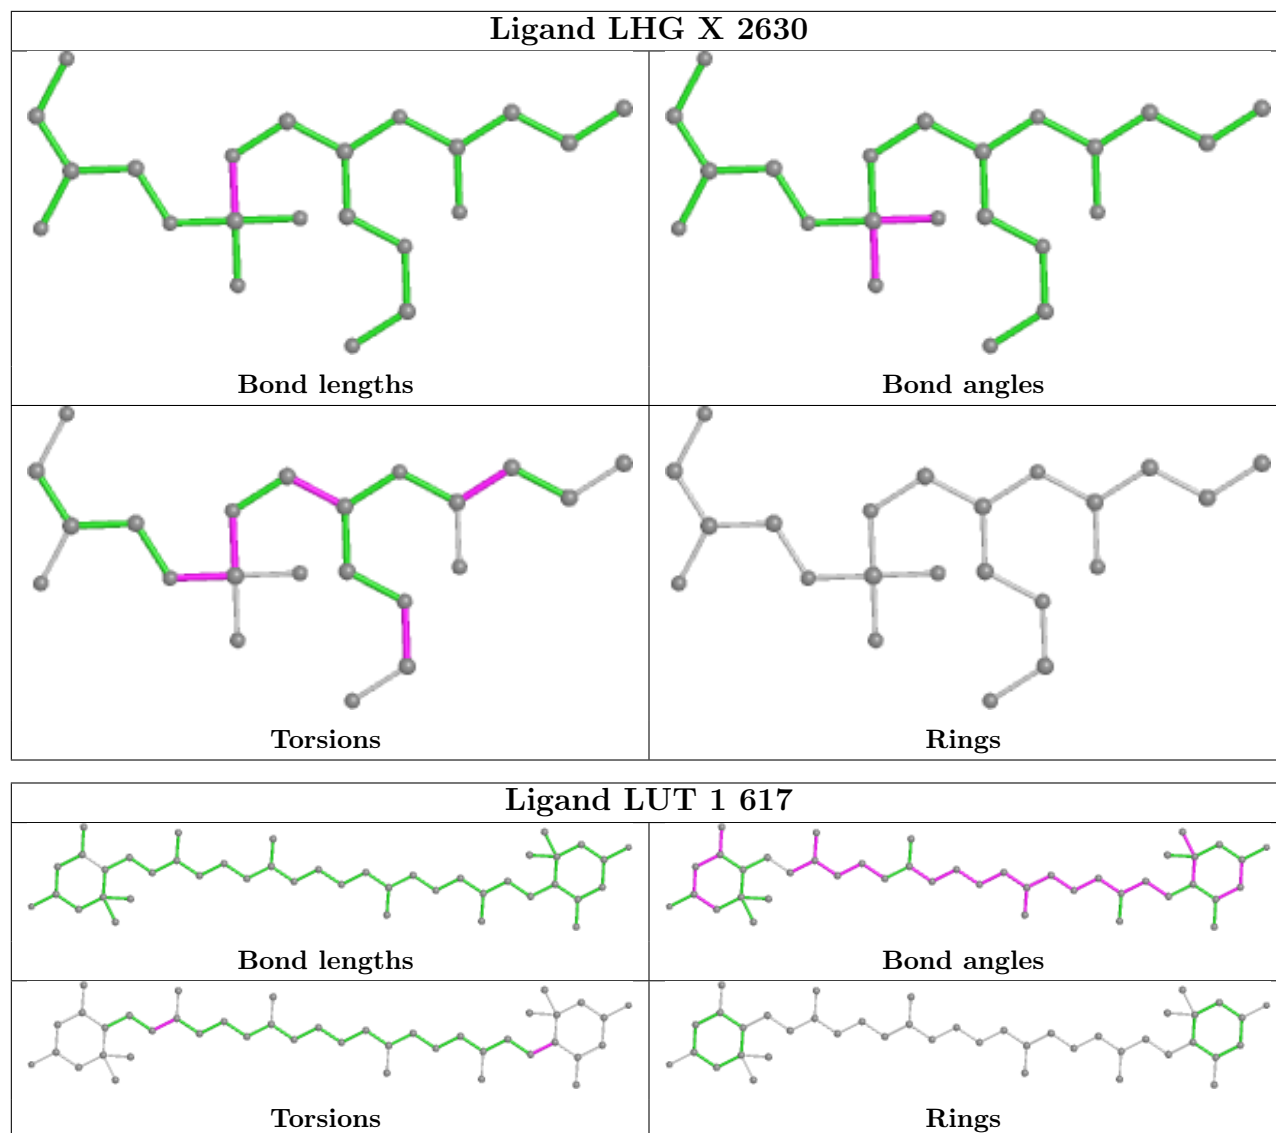 Ligand LHG X 2630
Bond lengths
Bond angles
Torsions
Rings
Ligand LUT 1 617
Bond lengths
Bond angles
Torsions
Rings